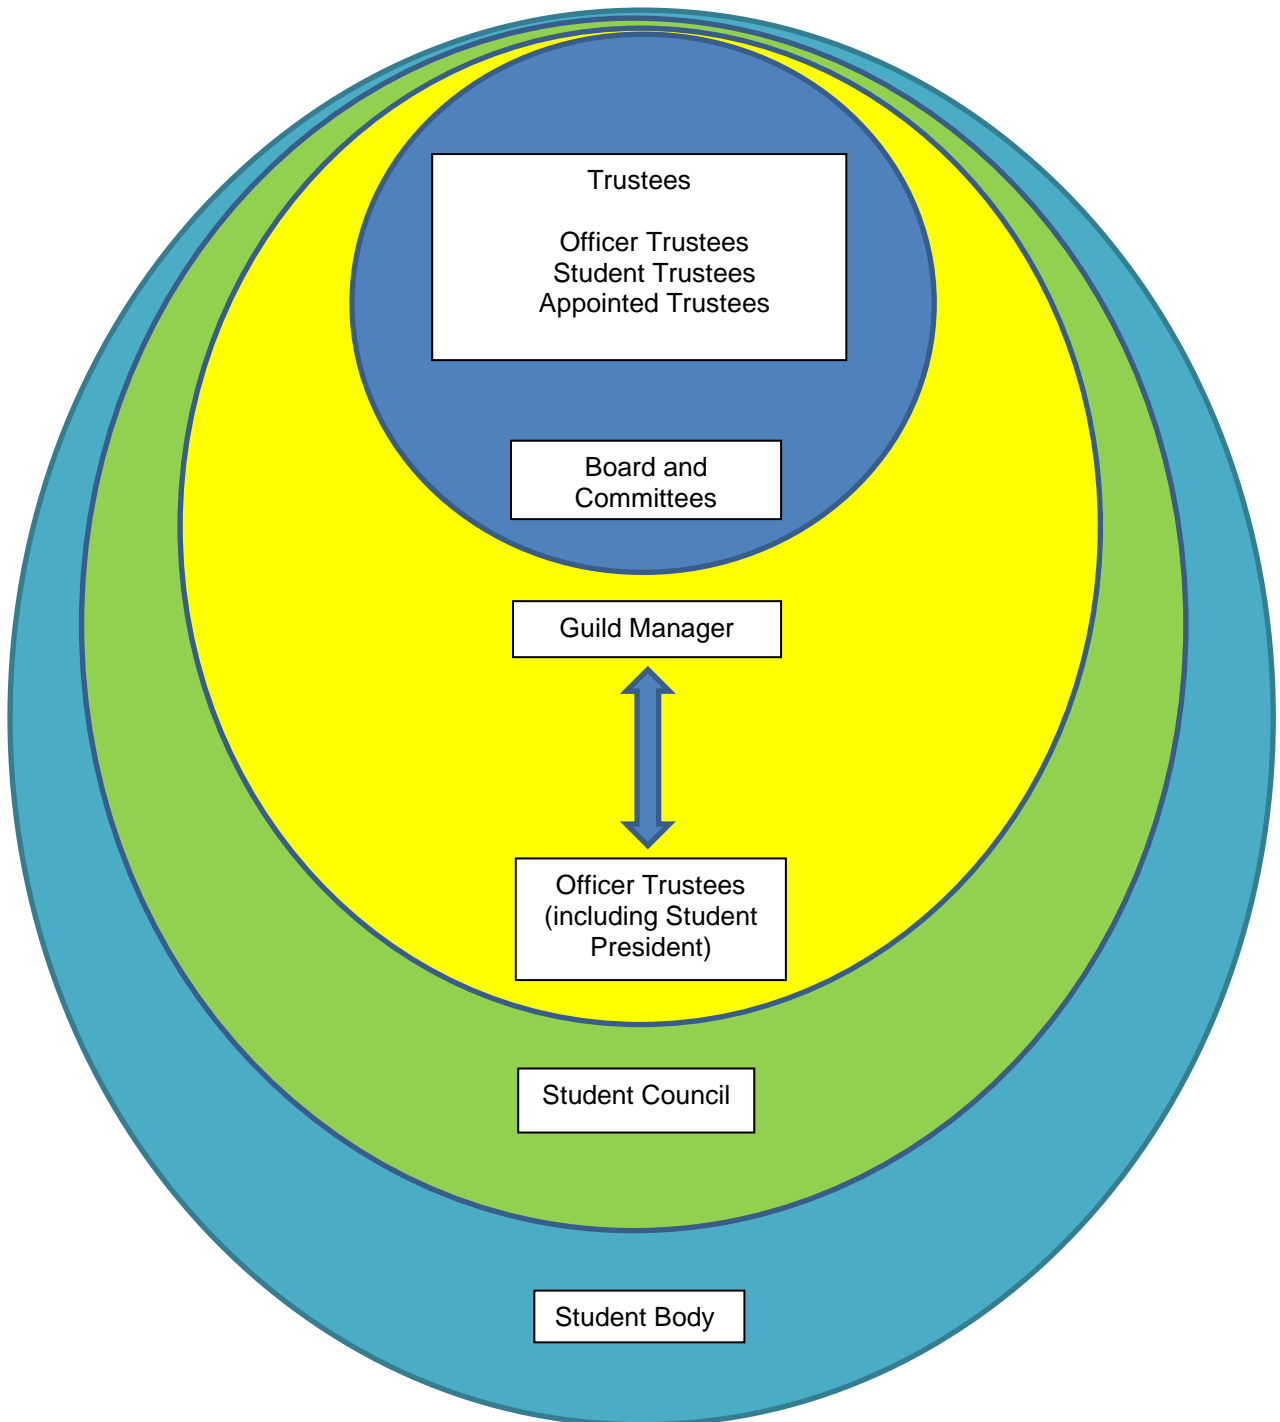 Trustees
Officer Trustees
Student Trustees
Appointed Trustees
Board and
Committees
Guild Manager
Officer Trustees
(including Student
President)
Student Council
Student Body